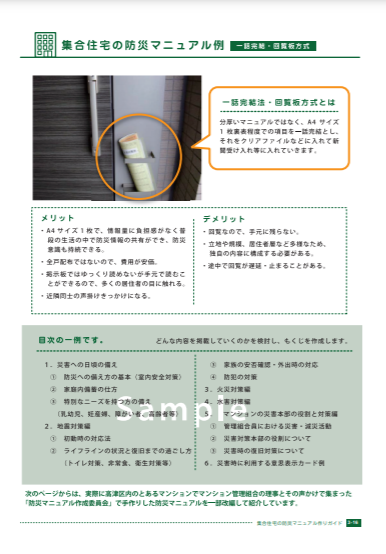 集合住宅の防災マニュアル例 一話完結・回覧板方式
一話完結法・回覧板方式とは
分厚いマニュアルではなく、A4 サイズ
1 枚裏表程度での項目を一話完結とし、
それをクリアファイルなどに入れて新
聞受け入れ等に入れていきます。
メリット
・A4 サイズ 1 枚で、情報量に負担感がなく普
段の生活の中で防災情報の共有ができ、防災
意識も持続できる。
・全戸配布ではないので、費用が安価。
・掲示板ではゆっくり読めないが手元で読むこ
とができるので、多くの居住者の目に触れる。
・近隣同士の声掛けきっかけになる。
デメリット
・回覧なので、手元に残らない。
・立地や規模、居住者層など多様なため、
独自の内容に構成する必要がある。
・途中で回覧が遅延・止まることがある。
目次の一例です。 どんな内容を掲載していくのかを検討し、もくじを作成します。
1．災害への日頃の備え
① 防災への備え方の基本（室内安全対策）
② 家庭内備蓄の仕方
③ 特別なニーズを持つ方の備え
（乳幼児、妊産婦、障がい者、高齢者等）
2．地震対策編
① 初動時の対応法
② ライフラインの状況と復旧までの過ごし方
（トイレ対策、非常食、衛生対策等）
③ 家族の安否確認・外出時の対応
④ 防犯の対策
3．火災対策編
4．水害対策編
5．マンションの災害本部の役割と対策編
① 管理組合員における災害・減災活動
② 災害対策本部の役割について
③ 災害時の復旧対策について
6．災害時に利用する意思表示カード例
Sample
次のページからは、実際に高津区内のとあるマンションでマンション管理組合の理事とその声かけで集まった
「防災マニュアル作成委員会」で手作りした防災マニュアルを一部改編して紹介しています。
集合住宅の防災マニュアル作りガイド 2-16